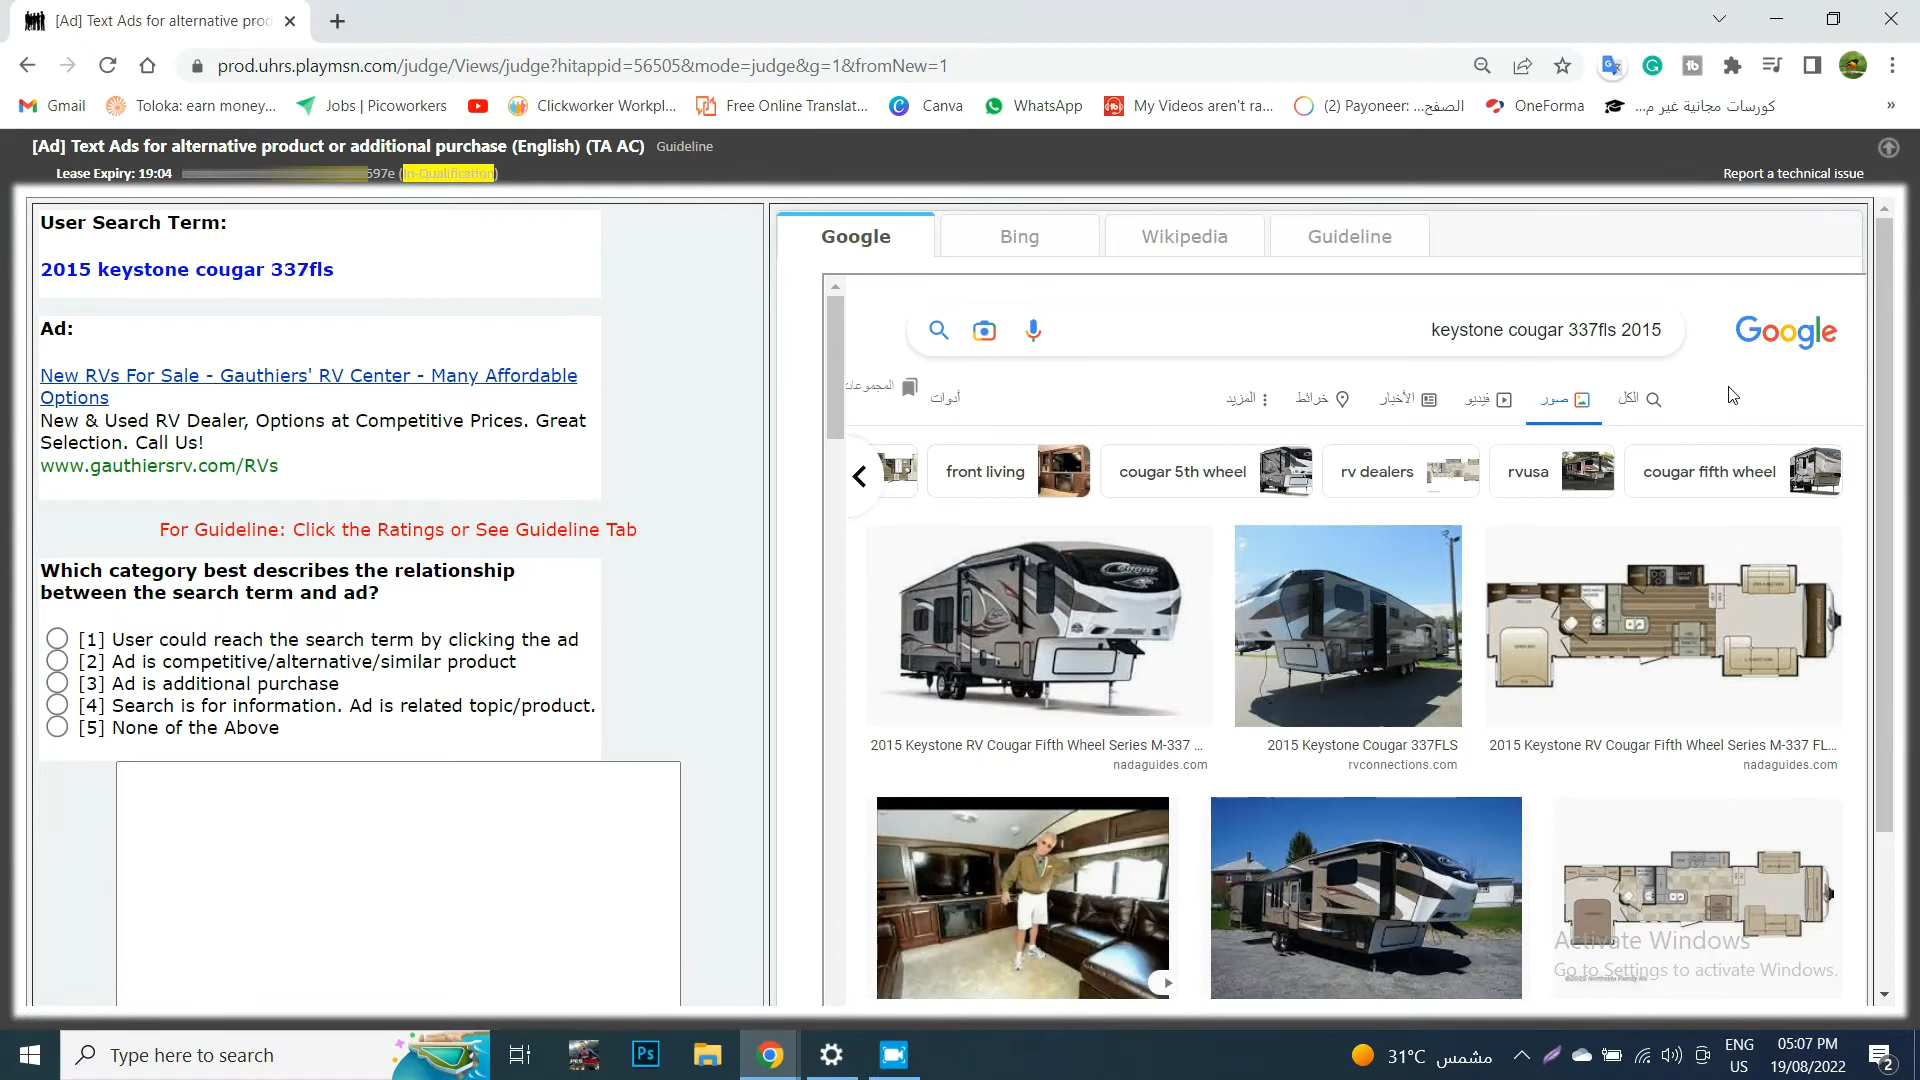 [Ad] Text Ads for alternative prod
prod.uhrs.playmsn.com/judge/Views/judge?hitappid=56505&mode=judge&g=1&fromNew=1
Gmail
Toloka: earn money...
Jobs | Picoworkers
Clickworker Workpl...
Free Online Translat...
Canva
WhatsApp
My Videos aren't ra...
(2) Payoneer: ...الصفح
OneForma
كورسات مجانية غير م...
»
[Ad] Text Ads for alternative product or additional purchase (English) (TA AC)
Guideline
Lease Expiry: 19:04
597e (In-Qualification)
Report a technical issue
User Search Term:
2015 keystone cougar 337fls
Ad:
New RVs For Sale - Gauthiers' RV Center - Many Affordable
Options
New & Used RV Dealer, Options at Competitive Prices. Great
Selection. Call Us!
www.gauthiersrv.com/RVs
For Guideline: Click the Ratings or See Guideline Tab
Which category best describes the relationship
between the search term and ad?
[1] User could reach the search term by clicking the ad
[2] Ad is competitive/alternative/similar product
[3] Ad is additional purchase
[4] Search is for information. Ad is related topic/product.
[5] None of the Above
Google
Bing
Wikipedia
Guideline
keystone cougar 337fls 2015
Google
الكل
صور
فيديو
الأخبار
خرائط
المزيد
أدوات
المجموعات
front living
cougar 5th wheel
rv dealers
rvusa
cougar fifth wheel
Cougar
2015 Keystone RV Cougar Fifth Wheel Series M-337 ...
nadaguides.com
2015 Keystone Cougar 337FLS
rvconnections.com
2015 Keystone RV Cougar Fifth Wheel Series M-337 FL...
nadaguides.com
Activate Windows
Go to Settings to activate Windows.
Type here to search
PES
Ps
31°C
مشمس
ENG
US
05:07 PM
19/08/2022
2